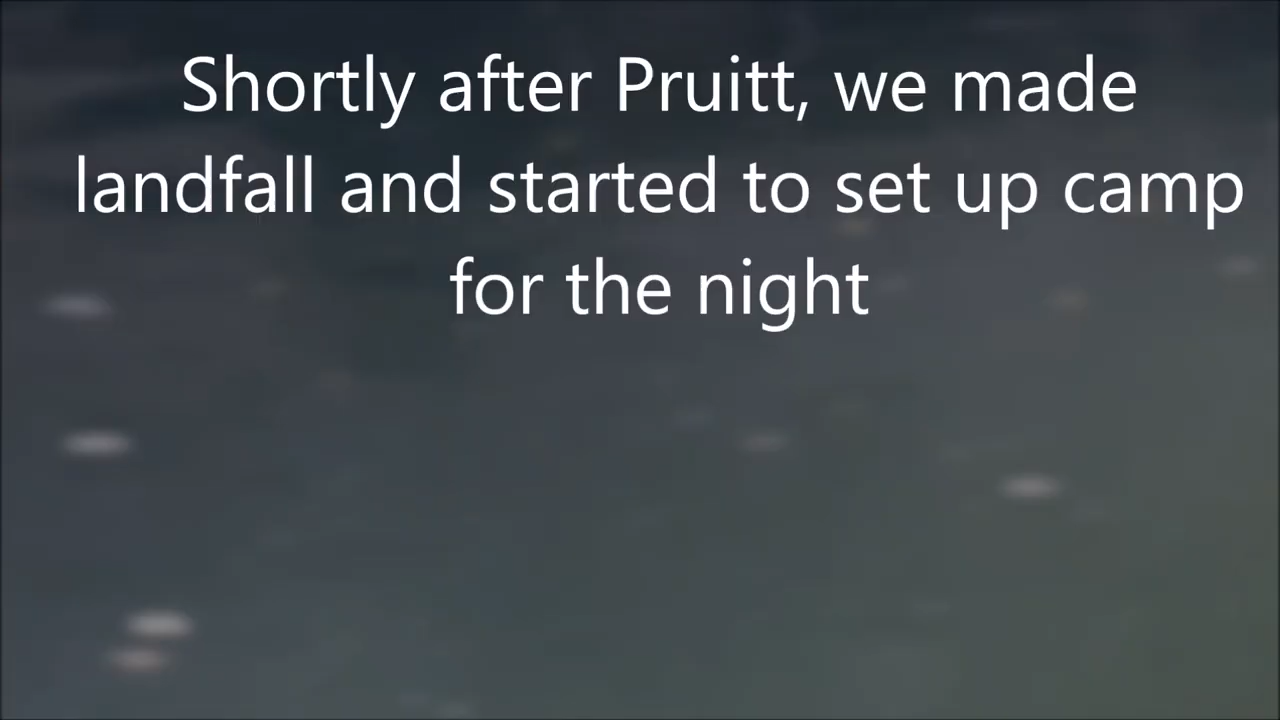 Shortly after Pruitt, we made
landfall and started to set up camp
for the night